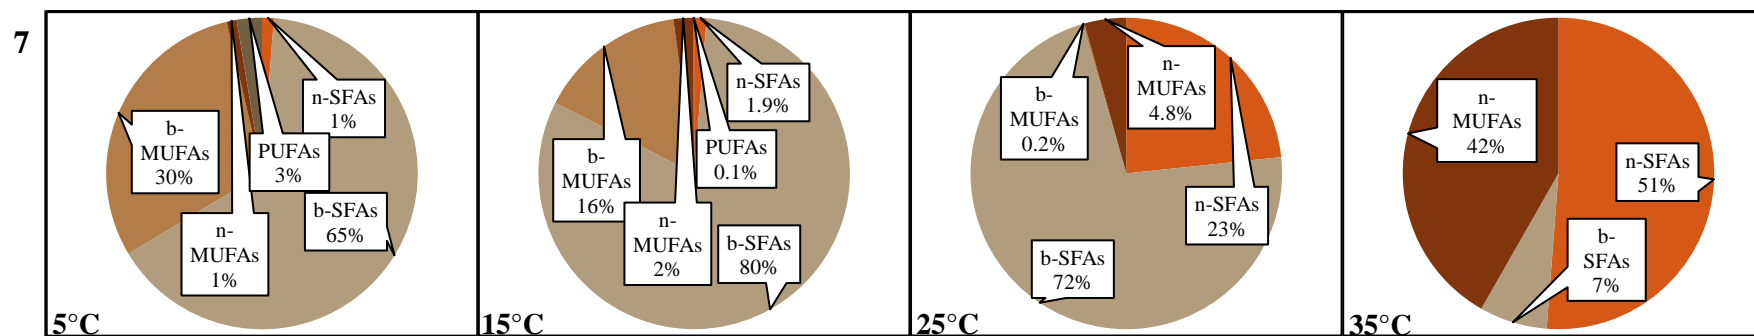 7
n-SFAs
1%
b-
MUFAs
30%
PUFAs
3%
b-SFAs
65%
n-
MUFAs
1%
5°C
n-SFAs
1.9%
PUFAs
0.1%
b-
MUFAs
16%
n-
MUFAs
2%
b-SFAs
80%
15°C
n-
MUFAs
4.8%
b-
MUFAs
0.2%
n-SFAs
23%
b-SFAs
72%
25°C
n-
MUFAs
42%
n-SFAs
51%
b-
SFAs
7%
35°C